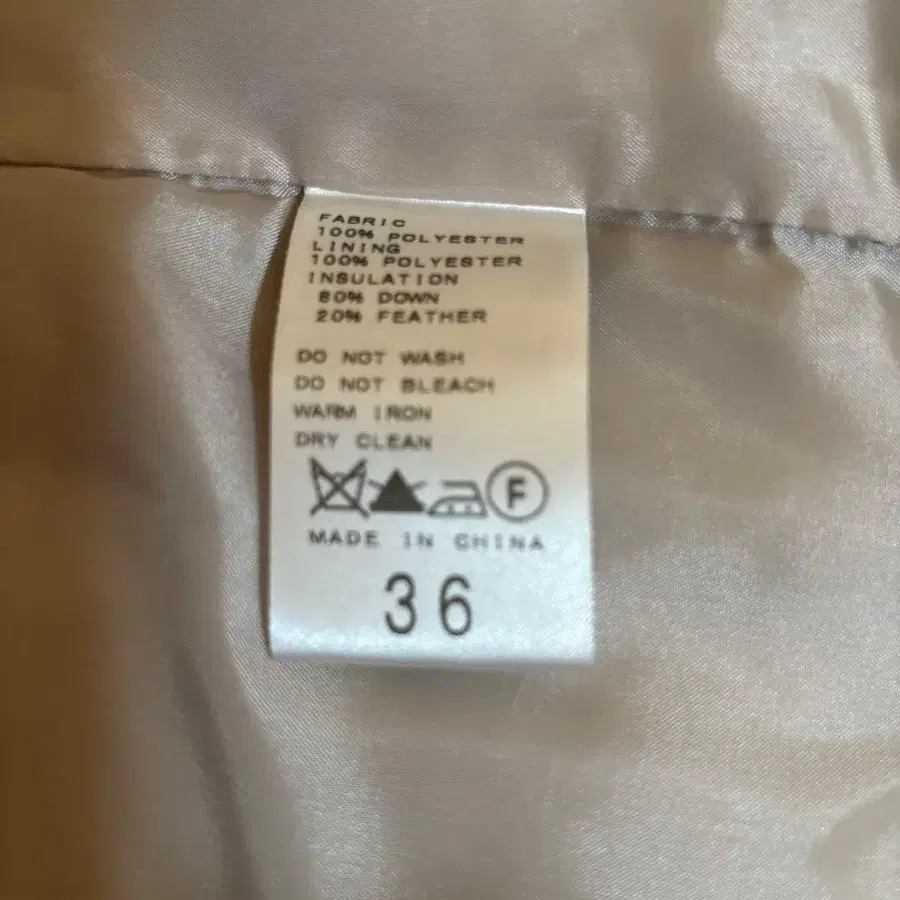 FABRIC
100% POLYESTER
LINING
100% POLYESTER
INSULATION
80% DOWN
20% FEATHER
DO NOT WASH
DO NOT BLEACH
WARM IRON
DRY CLEAN
F
MADE IN CHINA
36